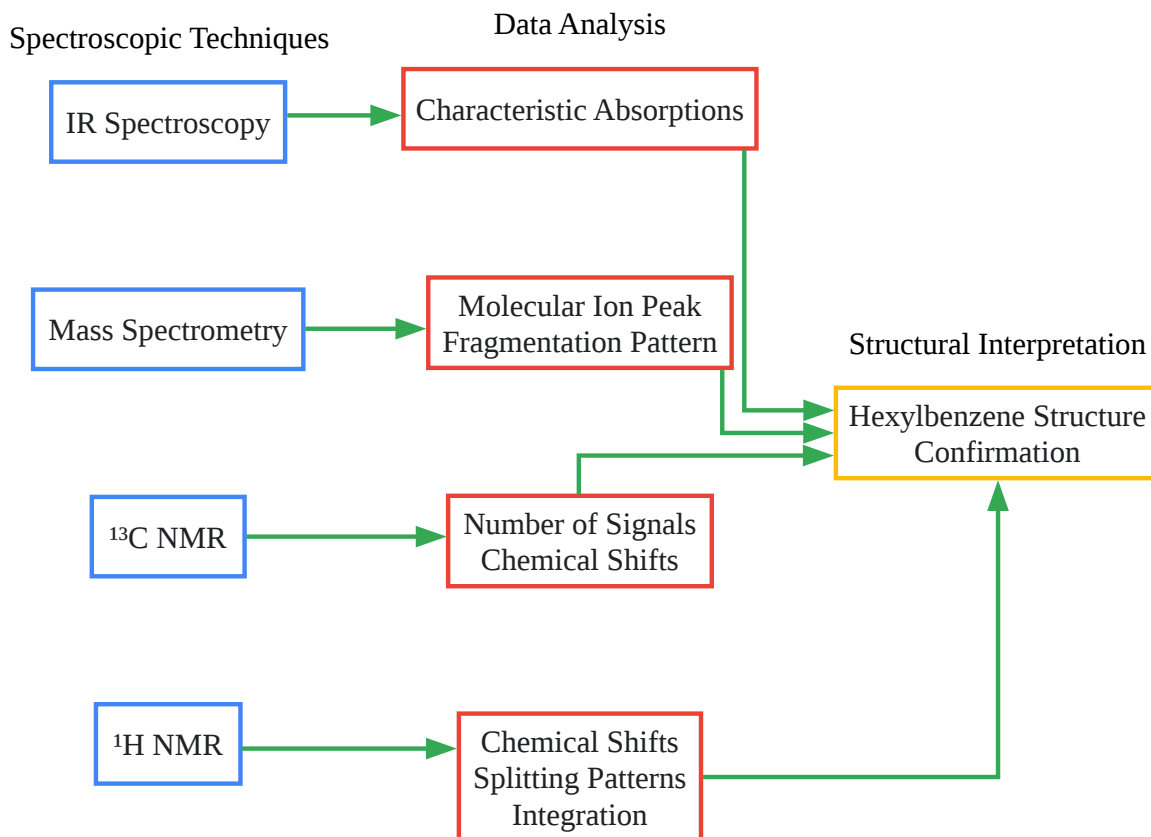 Spectroscopic Techniques
Data Analysis
IR Spectroscopy
Characteristic Absorptions
Mass Spectrometry
Molecular Ion Peak
Fragmentation Pattern
Structural Interpretation
Hexylbenzene Structure
Confirmation
¹³C NMR
Number of Signals
Chemical Shifts
¹H NMR
Chemical Shifts
Splitting Patterns
Integration